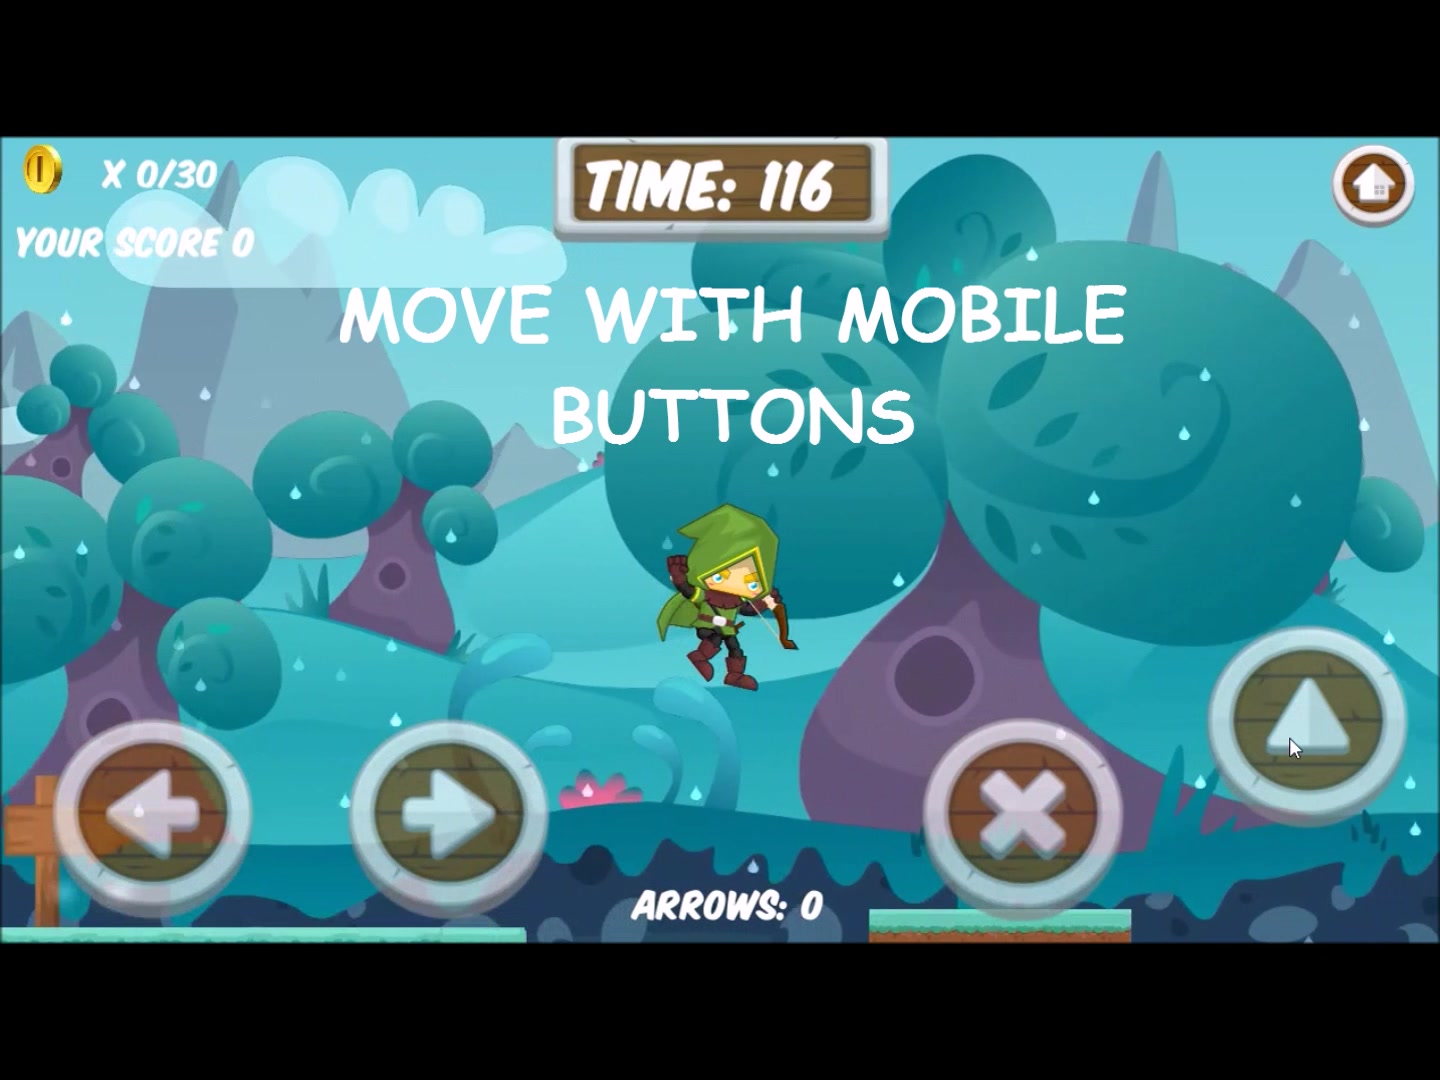 X 0/30
TIME: 116
YOUR SCORE 0
MOVE WITH MOBILE
BUTTONS
ARROWS: 0